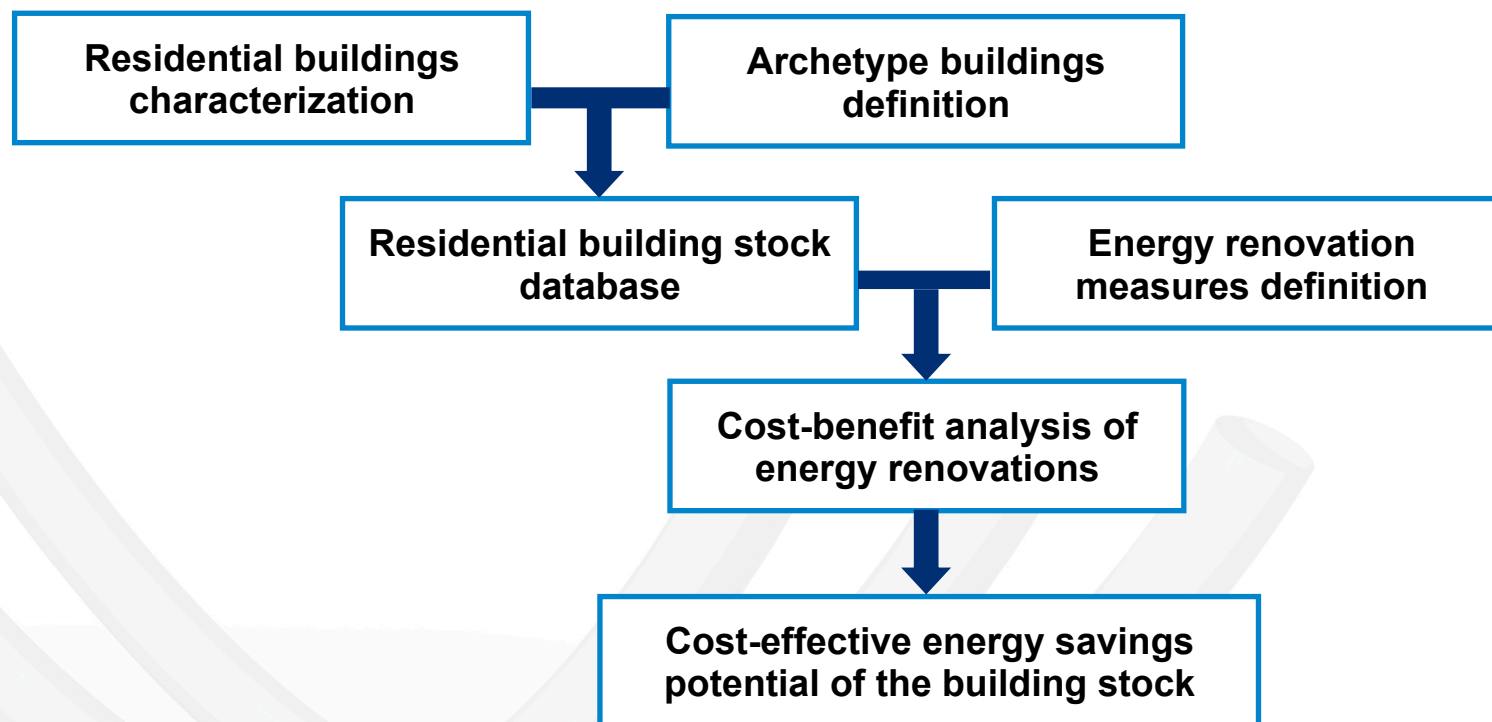 Residential buildings
characterization
Archetype buildings
definition
Residential building stock
database
Energy renovation
measures definition
Cost-benefit analysis of
energy renovations
Cost-effective energy savings
potential of the building stock